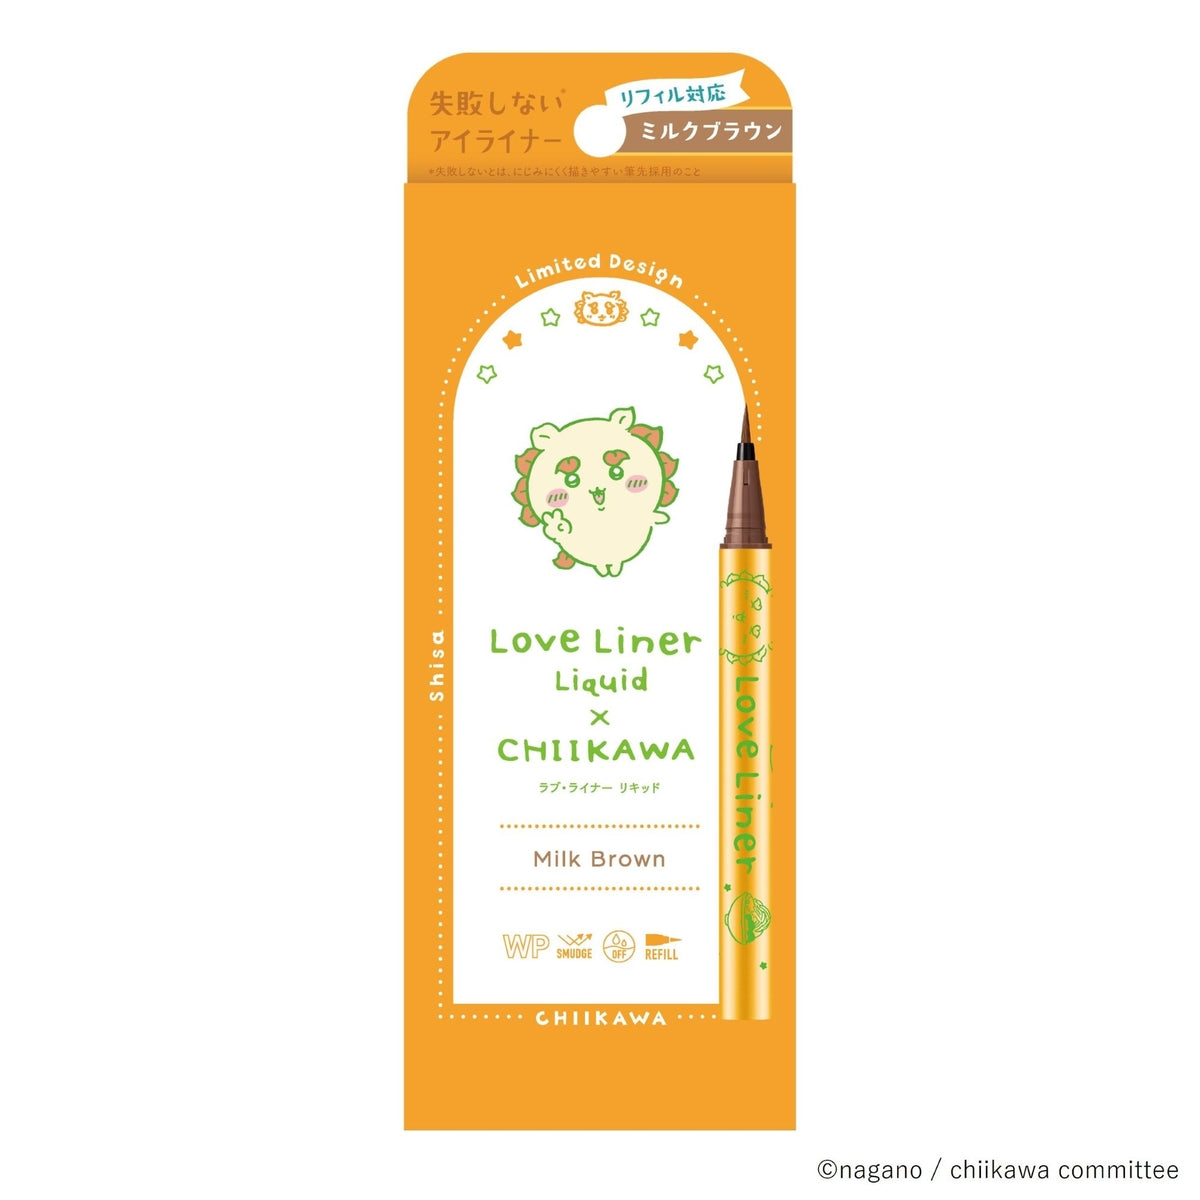 失敗しない*
アイライナー
リフィル対応
ミルクブラウン
*失敗しないとは、にじみにくく描きやすい筆先採用のこと
Limited Design
Shisa
Love Liner
Liquid
×
CHIIKAWA
ラブ・ライナー リキッド
Milk Brown
WP
SMUDGE
OFF
REFILL
Love Liner
CHIIKAWA
©nagano / chiikawa committee